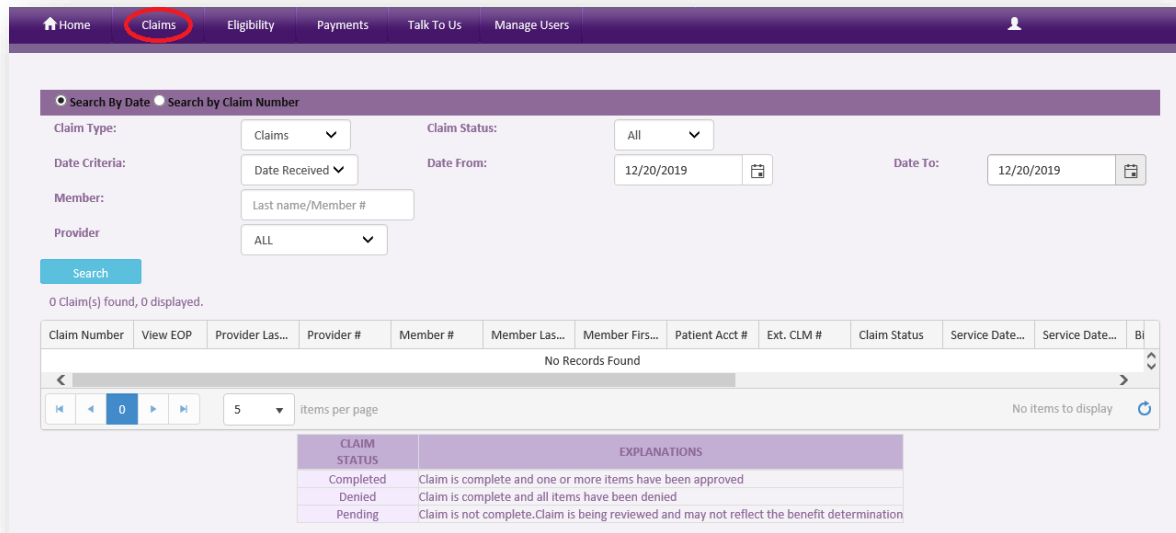 Home Claims Eligibility Payments Talk To Us Manage Users
Search By Date Search by Claim Number
Claim Type: Claims Claim Status: All
Date Criteria: Date Received Date From: 12/20/2019 Date To: 12/20/2019
Member: Last name/Member #
Provider ALL
Search
0 Claim(s) found, 0 displayed.
Claim Number View EOP Provider Las... Provider # Member # Member Las... Member Firs... Patient Acct # Ext. CLM # Claim Status Service Date... Service Date... Bi
No Records Found
0 5 items per page No items to display
CLAIM
STATUS EXPLANATIONS
Completed Claim is complete and one or more items have been approved
Denied Claim is complete and all items have been denied
Pending Claim is not complete.Claim is being reviewed and may not reflect the benefit determination